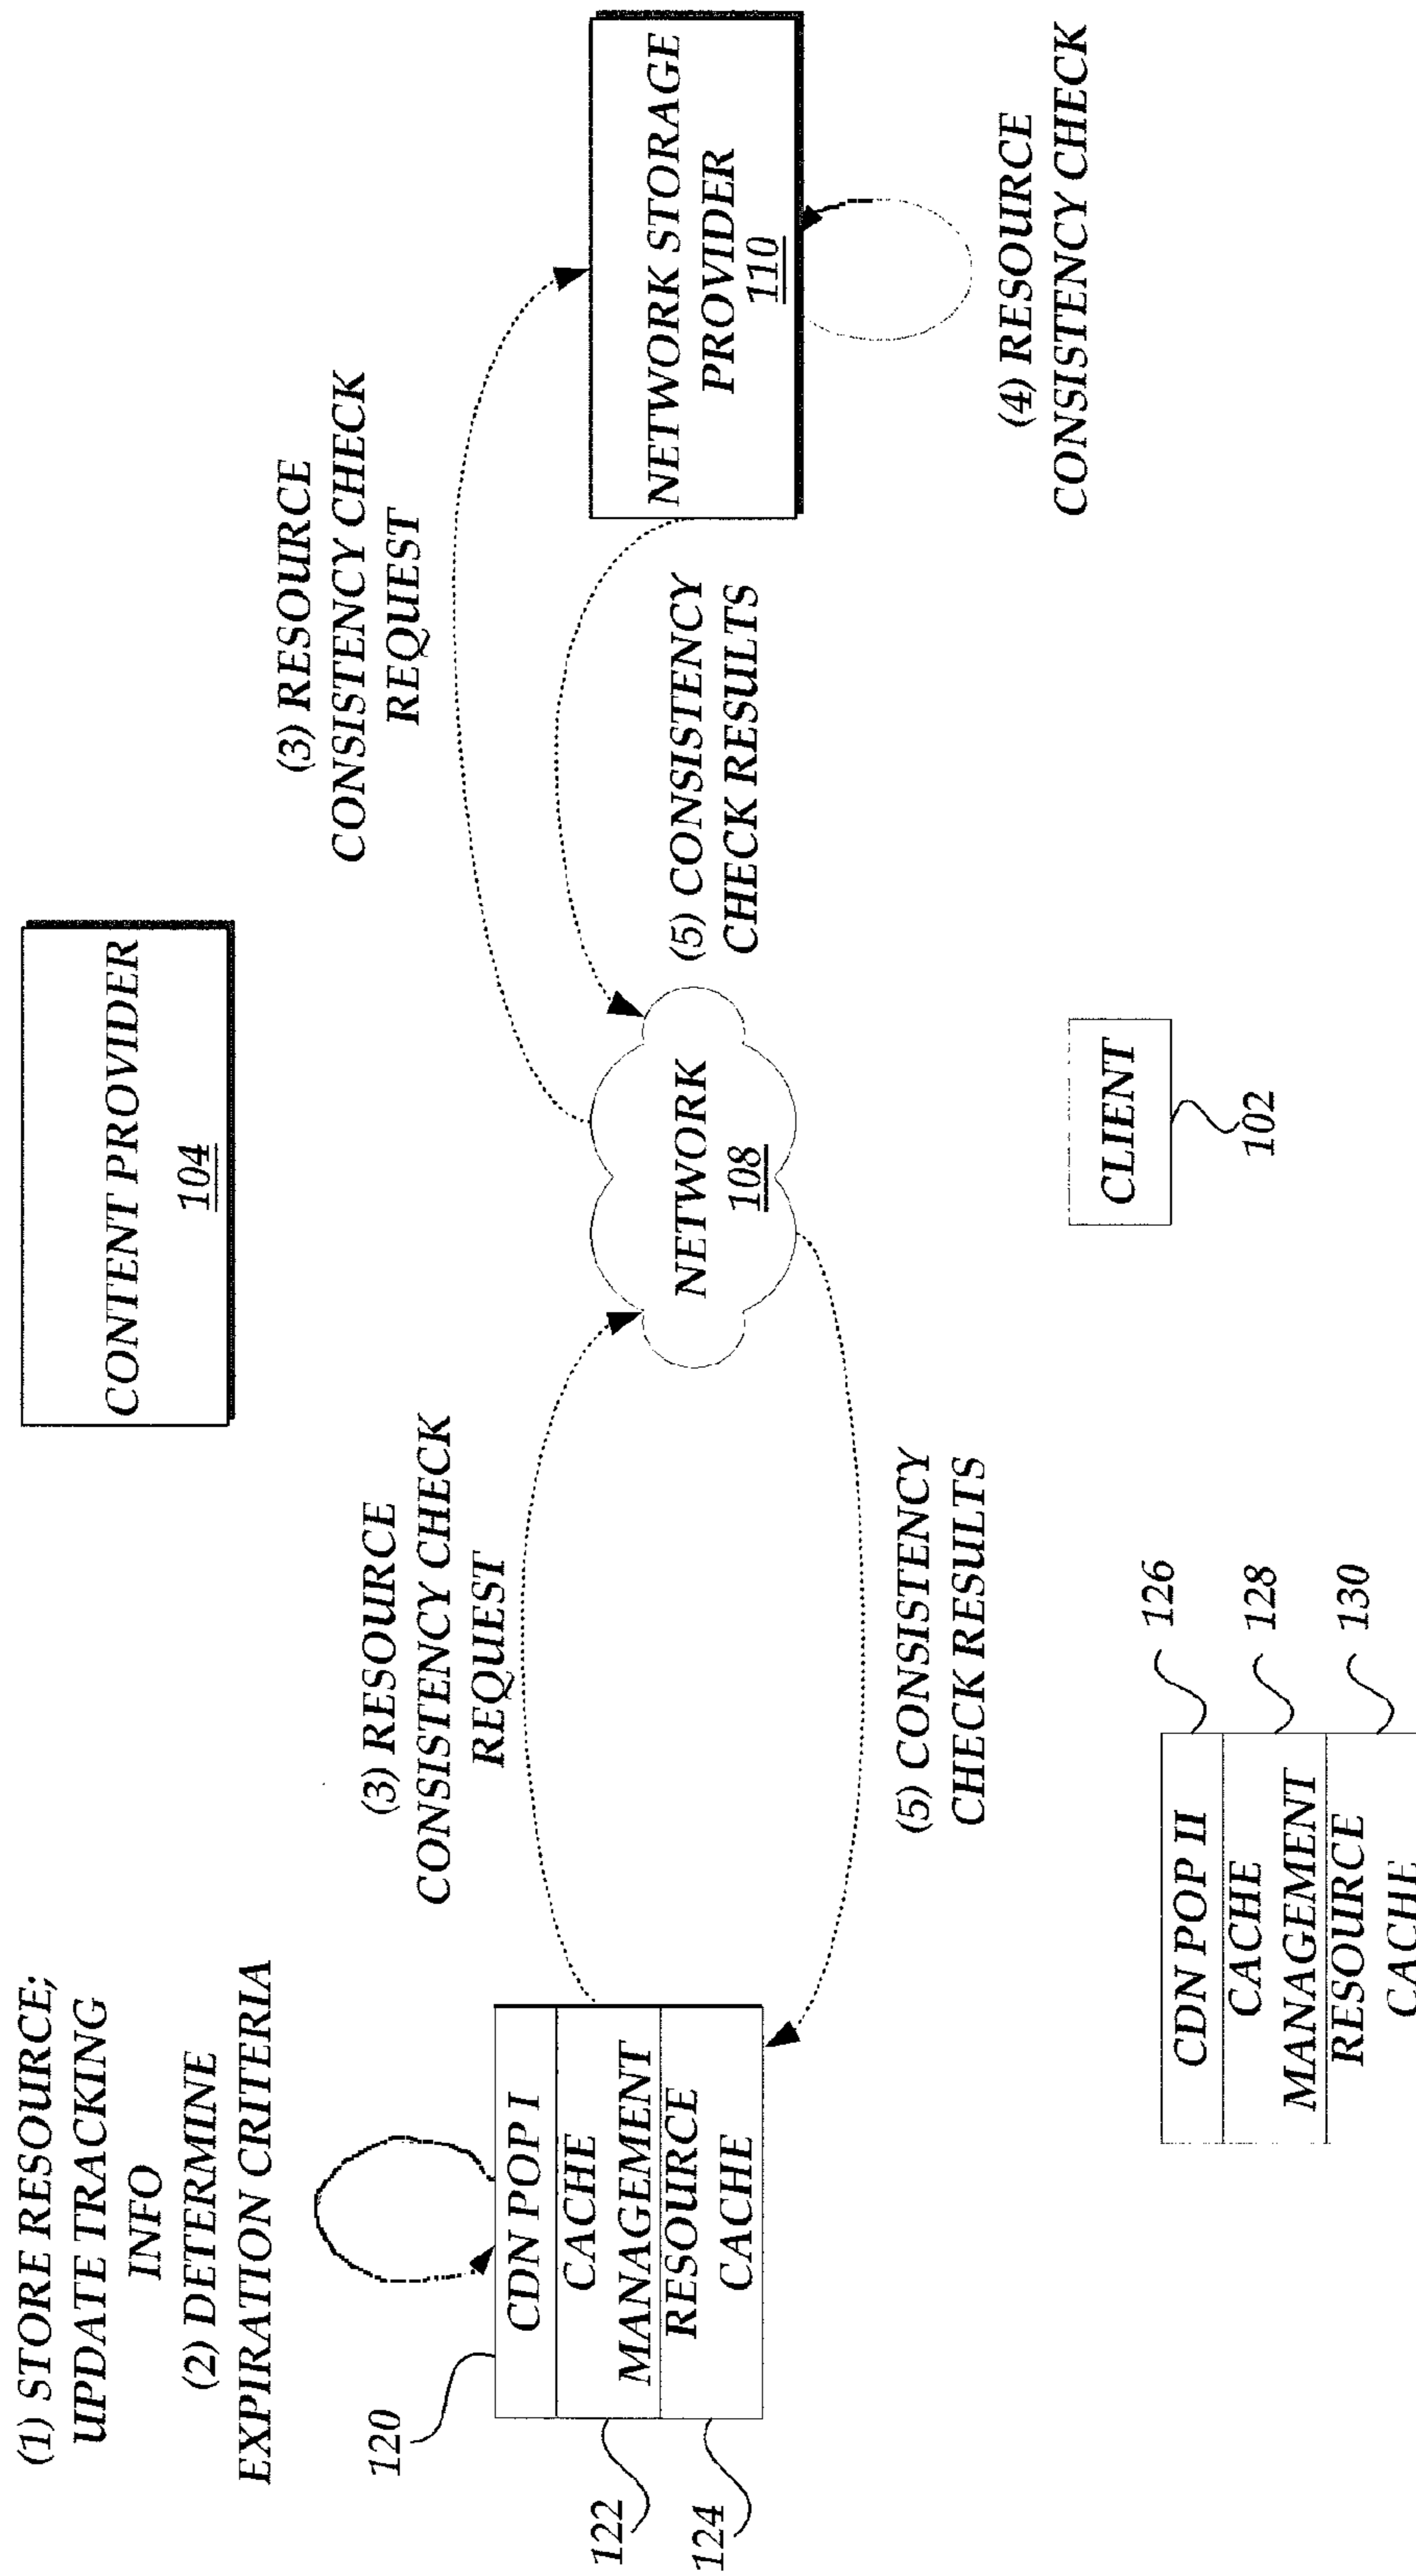 (1) STORE RESOURCE;
UPDATE TRACKING
INFO
(2) DETERMINE
EXPIRATION CRITERIA
CONTENT PROVIDER
104
(3) RESOURCE
CONSISTENCY CHECK
REQUEST
(3) RESOURCE
CONSISTENCY CHECK
REQUEST
120
CDN POP I
CACHE
MANAGEMENT
RESOURCE
CACHE
122
124
NETWORK
108
NETWORK STORAGE
PROVIDER
110
(5) CONSISTENCY
CHECK RESULTS
(5) CONSISTENCY
CHECK RESULTS
(4) RESOURCE
CONSISTENCY CHECK
CLIENT
102
CDN POP II
CACHE
MANAGEMENT
RESOURCE
CACHE
126
128
130